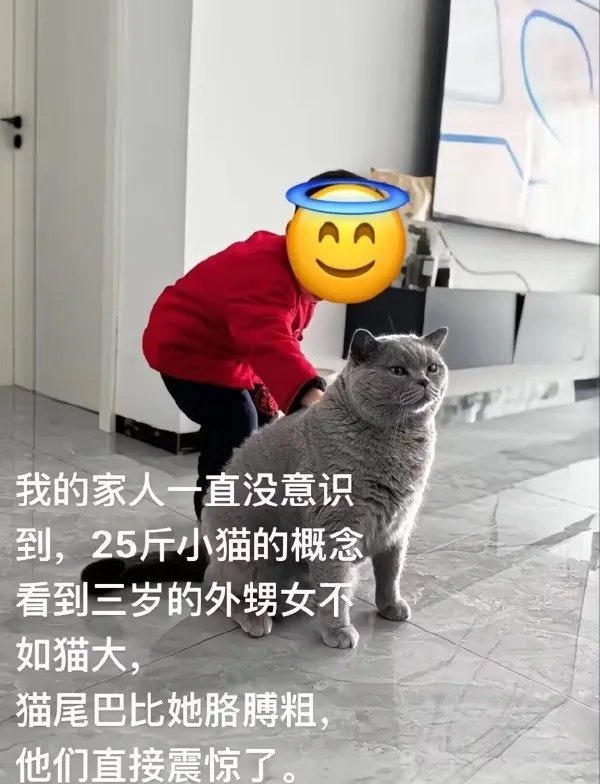 我的家人一直没意识
到，25斤小猫的概念
看到三岁的外甥女不
如猫大，
猫尾巴比她胳膊粗，
他们直接震惊了。